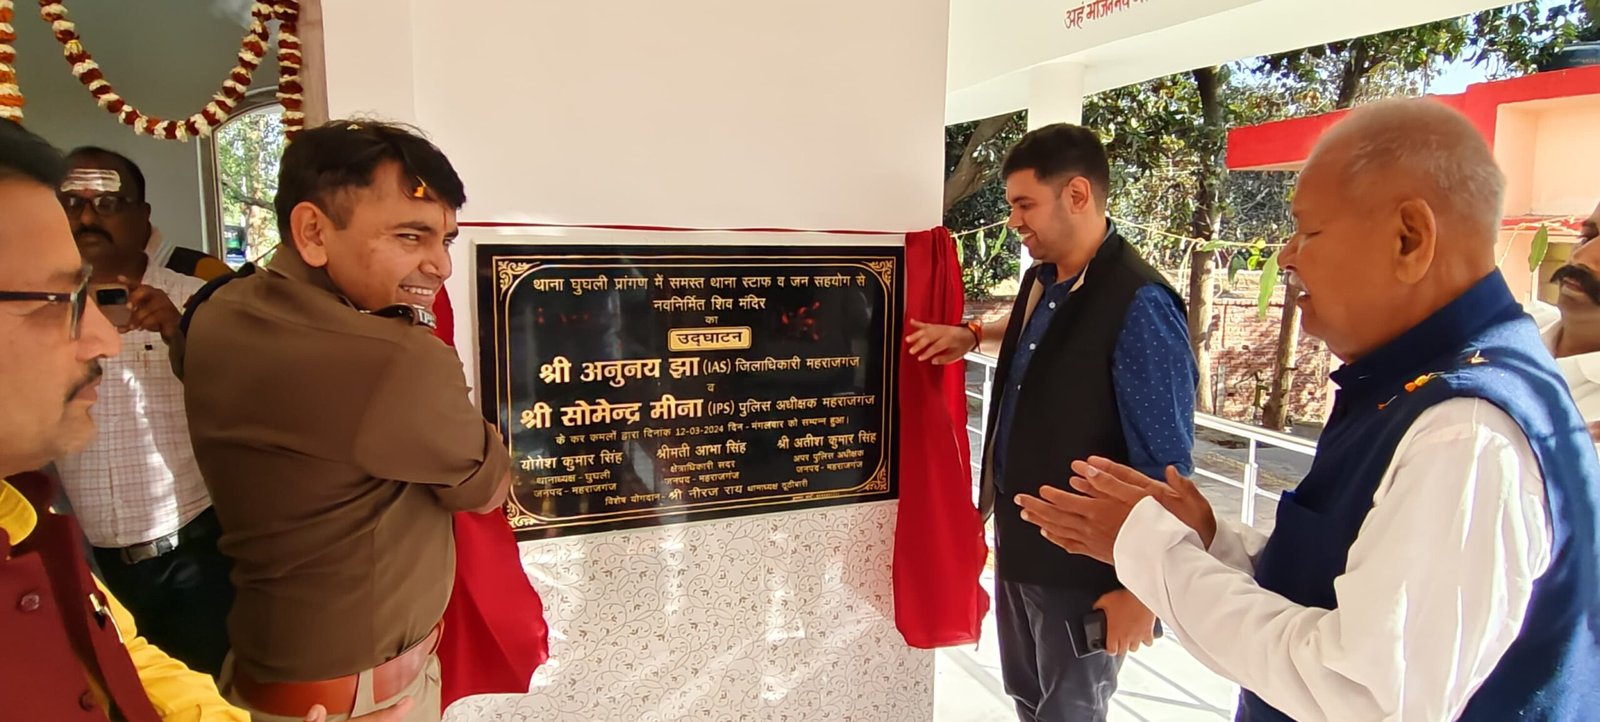 अहं
थाना घुघली प्रांगण में समस्त थाना स्टाफ व जन सहयोग से
नवनिर्मित शिव मंदिर
का
उद्घाटन
श्री अनुनय झा (IAS) जिलाधिकारी महराजगंज
व
श्री सोमेन्द्र मीना (IPS) पुलिस अधीक्षक महराजगंज
के कर कमलों द्वारा दिनांक 12-03-2024 दिन-मंगलवार को सम्पन्न हुआ।
योगेश कुमार सिंह श्रीमती आभा सिंह श्री अतीश कुमार सिंह
थानाध्यक्ष-घुघली क्षेत्राधिकारी सदर अपर पुलिस अधीक्षक
जनपद-महराजगंज जनपद-महराजगंज जनपद-महराजगंज
विशेष योगदान-श्री नीरज राय थानाध्यक्ष ठूठीबारी